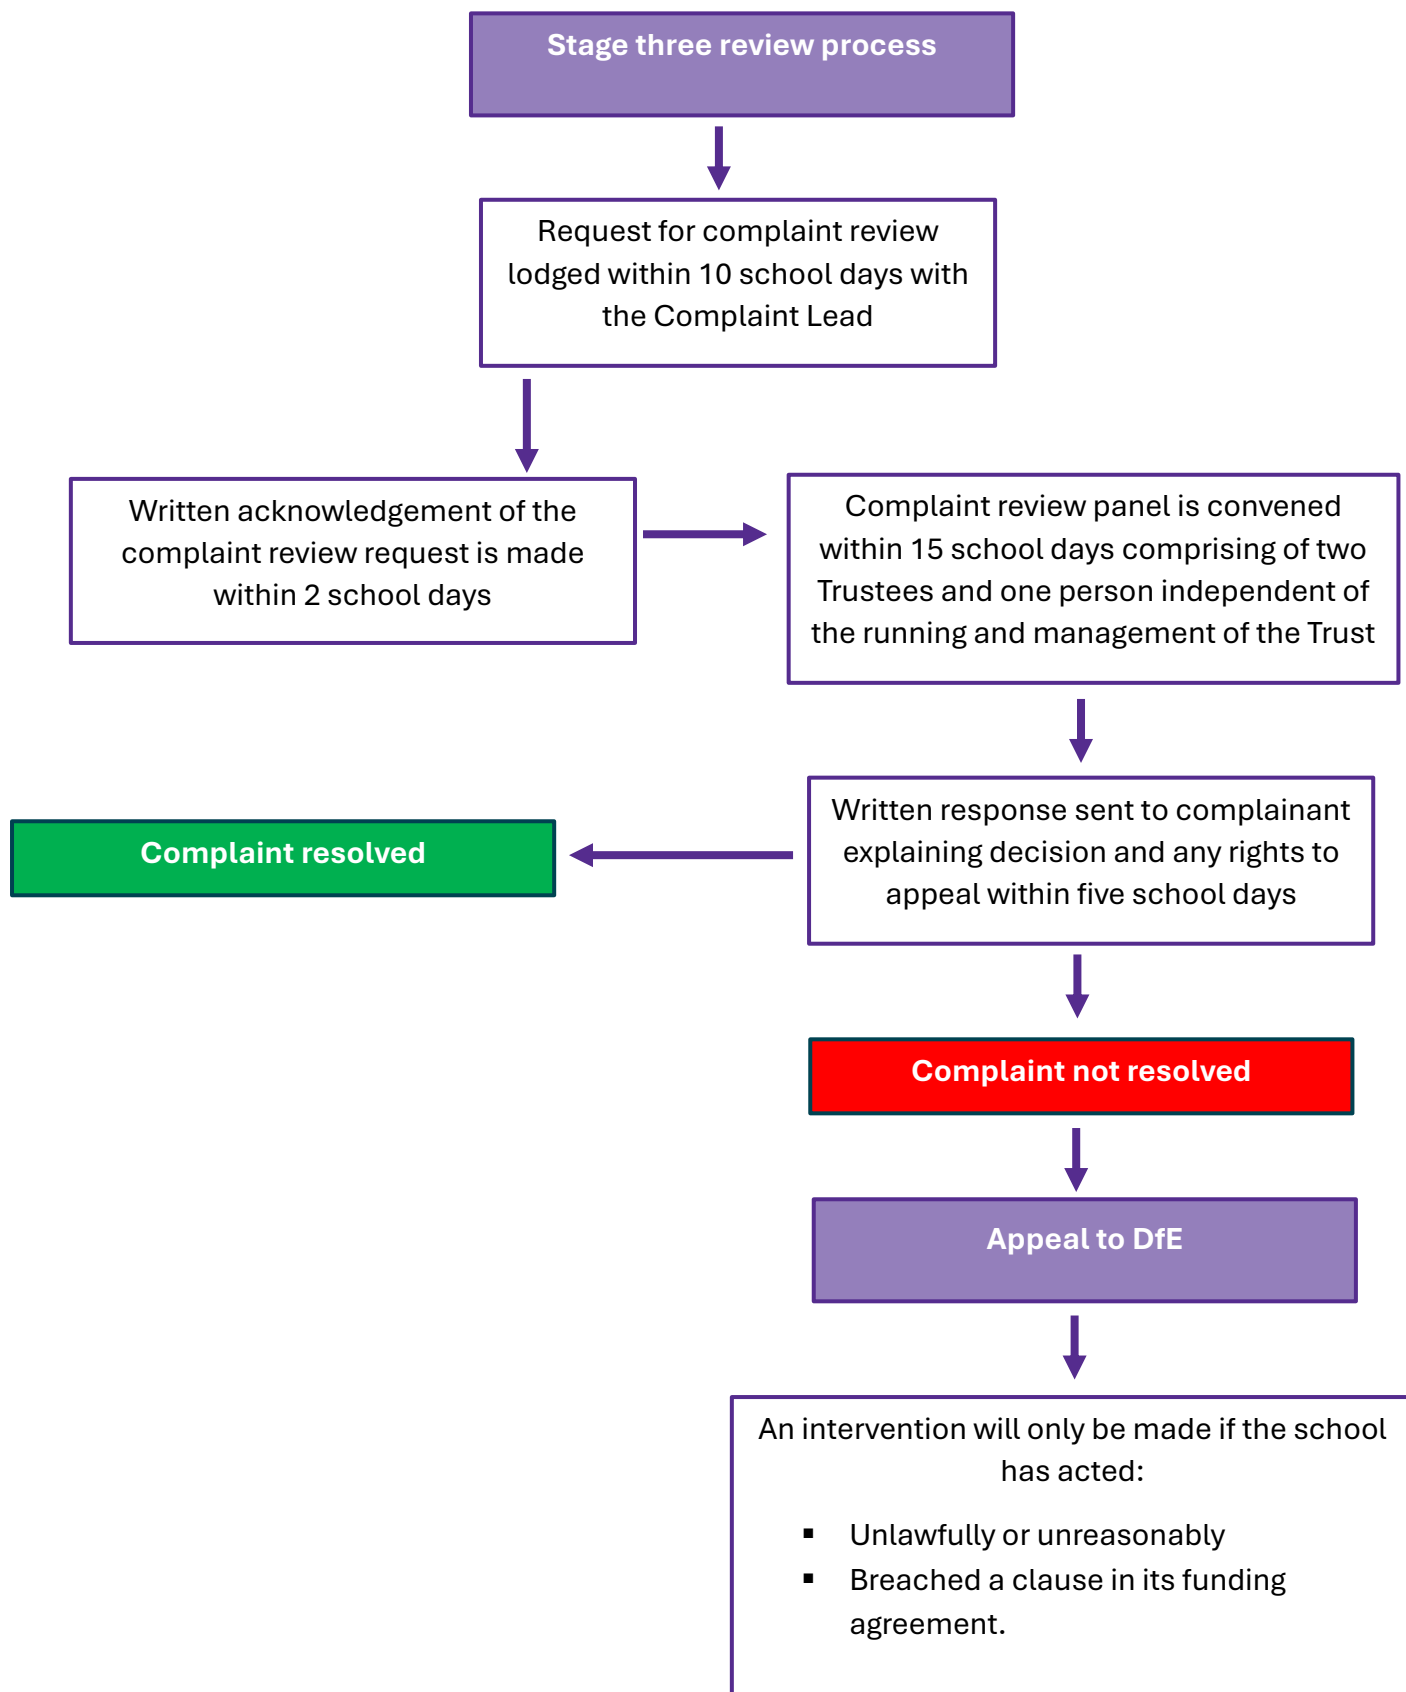 Stage three review process
Request for complaint review
lodged within 10 school days with
the Complaint Lead
Written acknowledgement of the
complaint review request is made
within 2 school days
Complaint review panel is convened
within 15 school days comprising of two
Trustees and one person independent of
the running and management of the Trust
Written response sent to complainant
explaining decision and any rights to
appeal within five school days
Complaint resolved
Complaint not resolved
Appeal to DfE
An intervention will only be made if the school
has acted:
▪ Unlawfully or unreasonably
▪ Breached a clause in its funding
agreement.